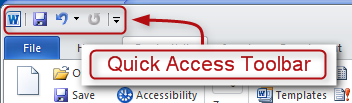 W
File
Quick Access Toolbar
Save
Accessibility
Templates